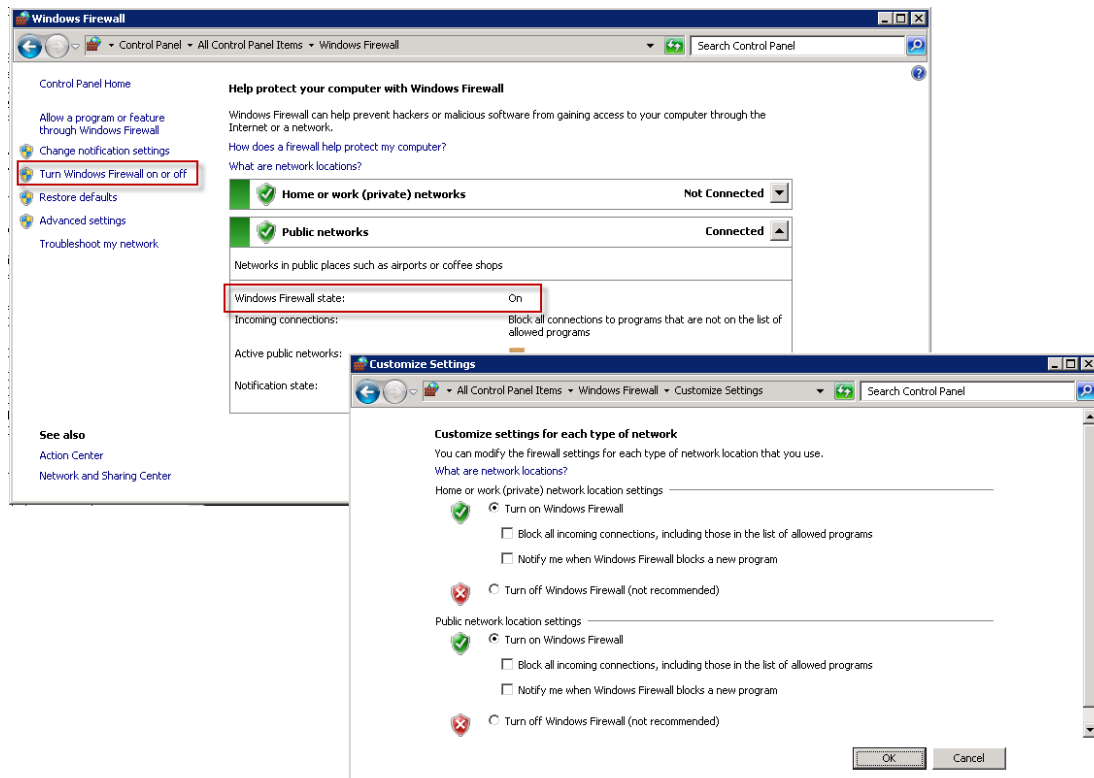 Windows Firewall
Control Panel All Control Panel Items Windows Firewall
Search Control Panel
Control Panel Home
Allow a program or feature
through Windows Firewall
Change notification settings
Turn Windows Firewall on or off
Restore defaults
Advanced settings
Troubleshoot my network
See also
Action Center
Network and Sharing Center
Help protect your computer with Windows Firewall
Windows Firewall can help prevent hackers or malicious software from gaining access to your computer through the
Internet or a network.
How does a firewall help protect my computer?
What are network locations?
Home or work (private) networks Not Connected
Public networks Connected
Networks in public places such as airports or coffee shops
Windows Firewall state: On
Incoming connections: Block all connections to programs that are not on the list of
allowed programs
Active public networks:
Notification state:
Customize Settings
All Control Panel Items Windows Firewall Customize Settings
Search Control Panel
Customize settings for each type of network
You can modify the firewall settings for each type of network location that you use.
What are network locations?
Home or work (private) network location settings
Turn on Windows Firewall
Block all incoming connections, including those in the list of allowed programs
Notify me when Windows Firewall blocks a new program
Turn off Windows Firewall (not recommended)
Public network location settings
Turn on Windows Firewall
Block all incoming connections, including those in the list of allowed programs
Notify me when Windows Firewall blocks a new program
Turn off Windows Firewall (not recommended)
OK Cancel